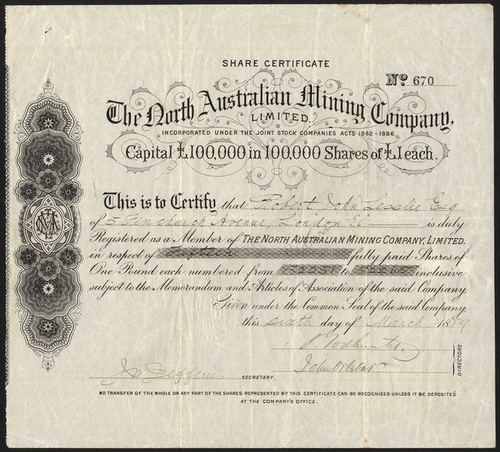 SHARE CERTIFICATE
No 670
The North Australian Mining Company,
LIMITED.
INCORPORATED UNDER THE JOINT STOCK COMPANIES ACTS 1862-1886
Capital £100,000 in 100,000 Shares of £1 each.
This is to Certify that Robert John Lesslie Esq
of 5 Fenchurch Avenue, London E.C. is duly
Registered as a Member of THE NORTH AUSTRALIAN MINING COMPANY, LIMITED.
in respect of fully paid Shares of
One Pound each numbered from to inclusive
subject to the Memorandum and Articles of Association of the said Company.
Given under the Common Seal of the said Company
this sixth day of March 1889
DIRECTORS
SECRETARY
NO TRANSFER OF THE WHOLE OR ANY PART OF THE SHARES REPRESENTED BY THIS CERTIFICATE CAN BE RECOGNIZED UNLESS IT BE DEPOSITED
AT THE COMPANY'S OFFICE.